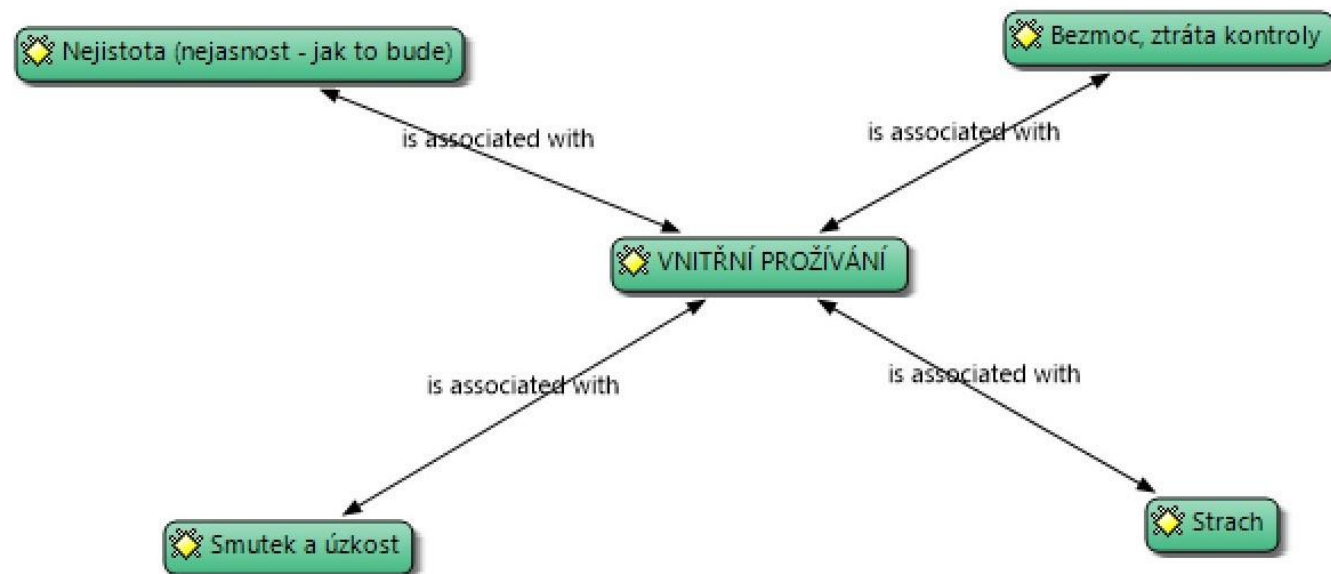 Nejistota (nejasnost - jak to bude)
Bezmoc, ztráta kontroly
is associated with
is associated with
VNITŘNÍ PROŽÍVÁNÍ
is associated with
is associated with
Smutek a úzkost
Strach